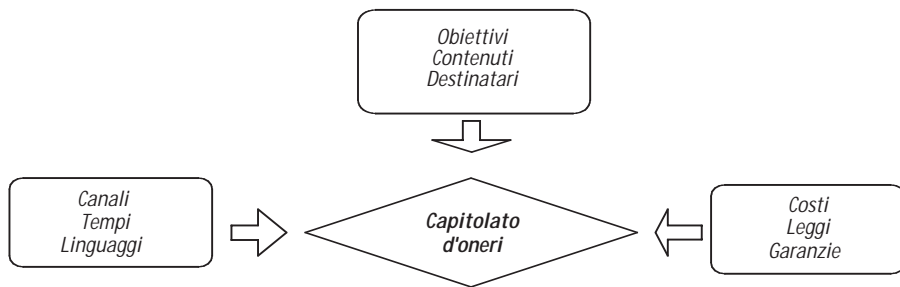 Obiettivi
Contenuti
Destinatari
Canali
Tempi
Linguaggi
Capitolato
d'oneri
Costi
Leggi
Garanzie